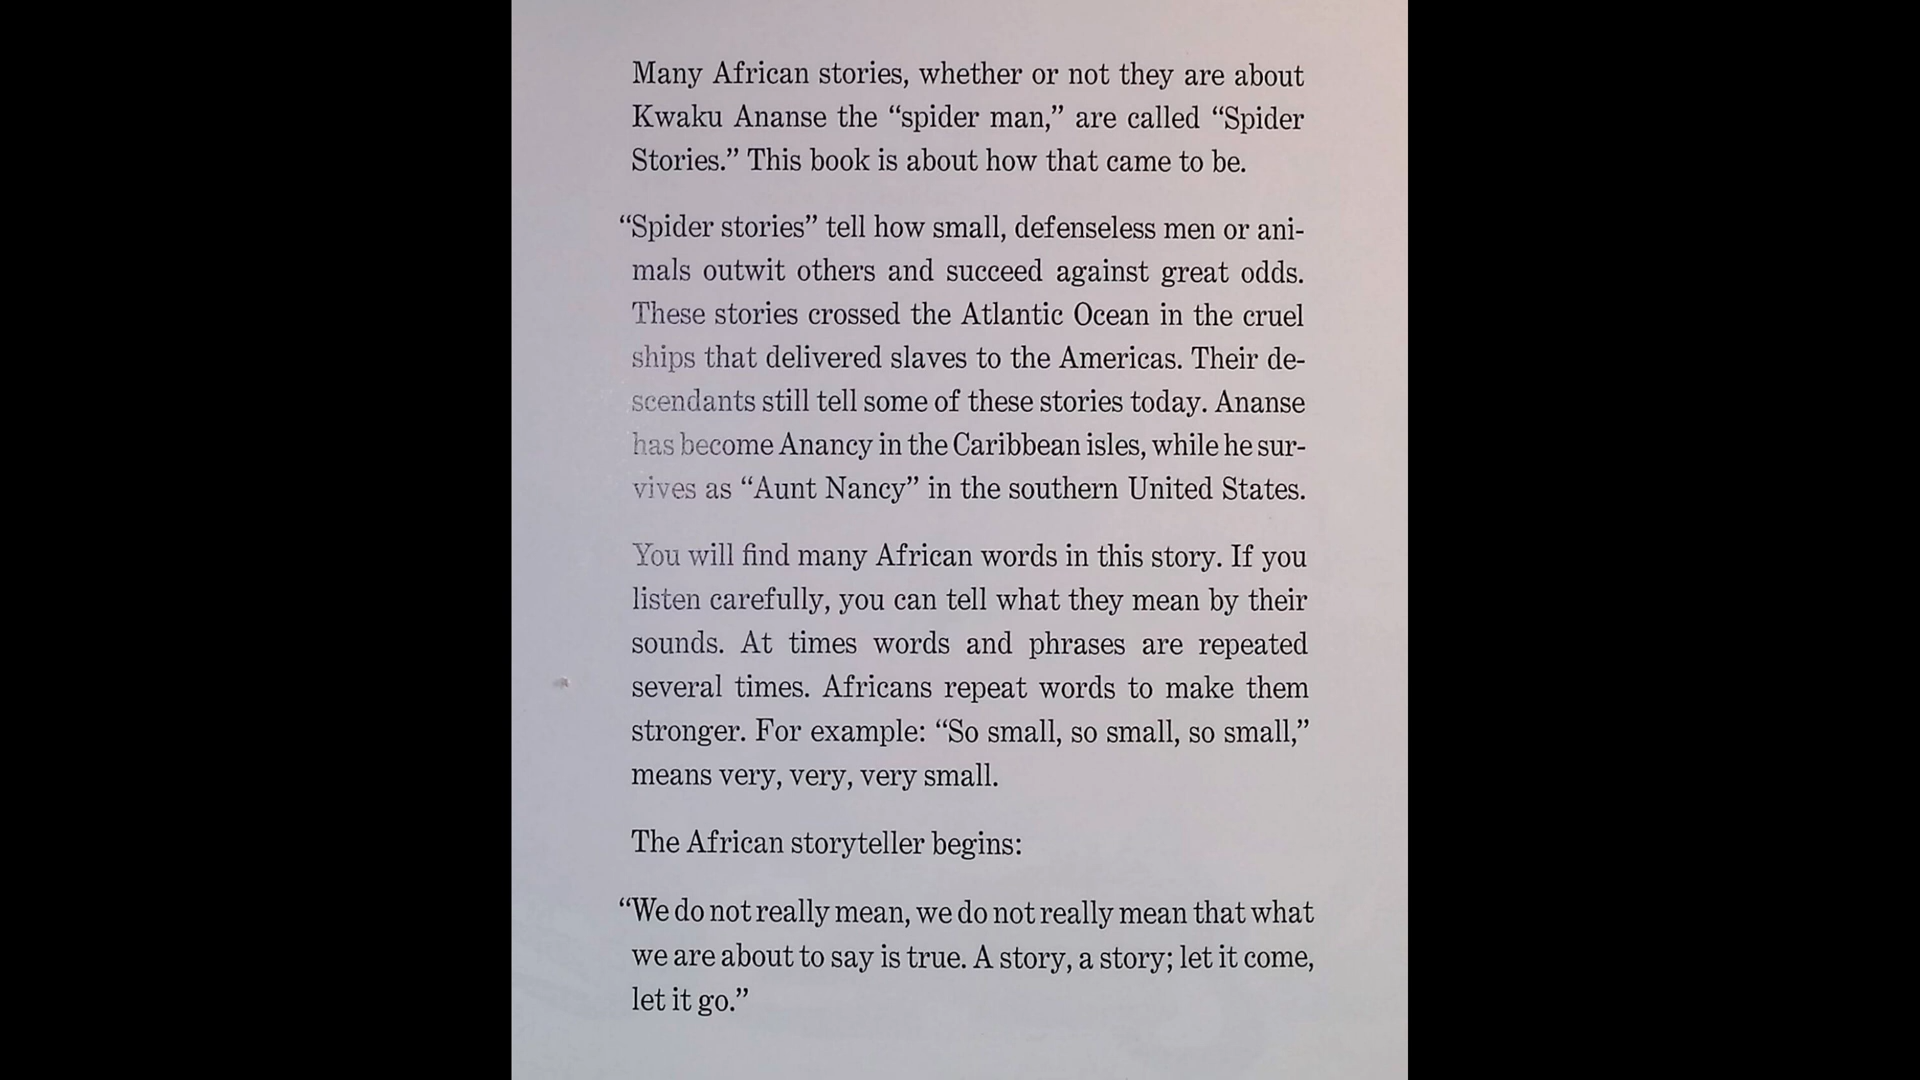 Many African stories, whether or not they are about
Kwaku Ananse the “spider man,” are called “Spider
Stories.” This book is about how that came to be.
“Spider stories” tell how small, defenseless men or ani-
mals outwit others and succeed against great odds.
These stories crossed the Atlantic Ocean in the cruel
ships that delivered slaves to the Americas. Their de-
scendants still tell some of these stories today. Ananse
has become Anancy in the Caribbean isles, while he sur-
vives as “Aunt Nancy” in the southern United States.
You will find many African words in this story. If you
listen carefully, you can tell what they mean by their
sounds. At times words and phrases are repeated
several times. Africans repeat words to make them
stronger. For example: “So small, so small, so small,”
means very, very, very small.
The African storyteller begins:
“We do not really mean, we do not really mean that what
we are about to say is true. A story, a story; let it come,
let it go.”